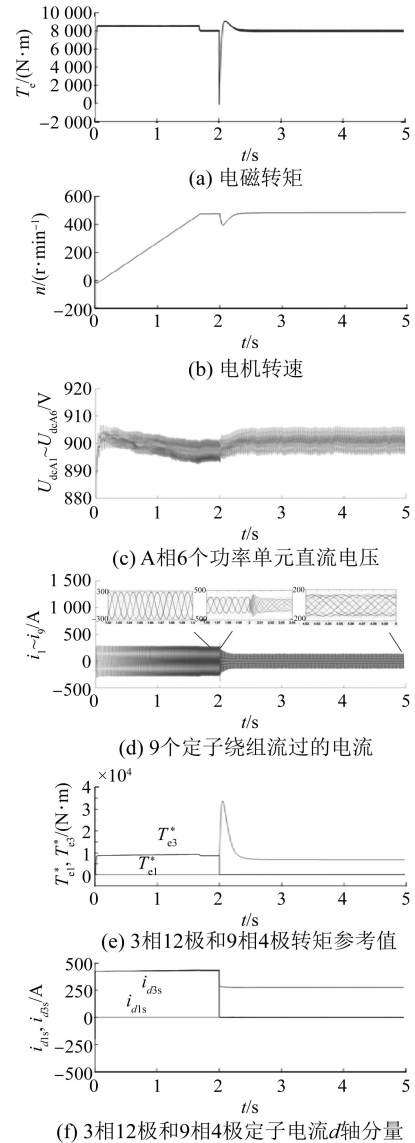 10 000
8 000
6 000
4 000
2 000
0
−2 000
Te/(N·m)
0 1 2 3 4 5
t/s
(a) 电磁转矩
600
400
200
0
−200
n/(r·min⁻¹)
0 1 2 3 4 5
t/s
(b) 电机转速
920
910
900
890
880
UdcA1~UdcA6/V
0 1 2 3 4 5
t/s
(c) A相6个功率单元直流电压
1 500
1 000
500
0
−500
i1~i9/A
300
−300
500
−500
200
−200
0 1 2 3 4 5
t/s
(d) 9个定子绕组流过的电流
×10⁴
4
3
2
1
0
T*e1, T*e3/(N·m)
T*e3
T*e1
0 1 2 3 4 5
t/s
(e) 3相12极和9相4极转矩参考值
500
250
0
−250
−500
id1s, id3s/A
id3s
id1s
0 1 2 3 4 5
t/s
(f) 3相12极和9相4极定子电流d轴分量